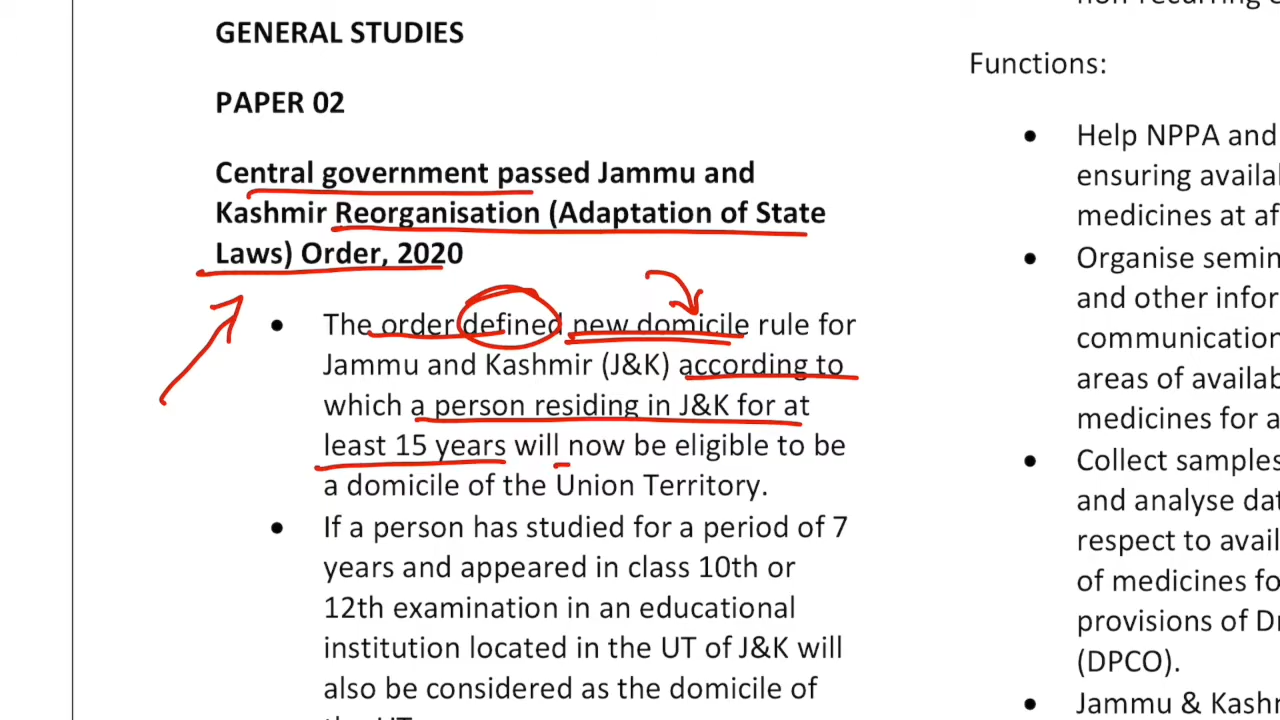 GENERAL STUDIES
PAPER 02
Central government passed Jammu and
Kashmir Reorganisation (Adaptation of State
Laws) Order, 2020
• The order defined new domicile rule for
Jammu and Kashmir (J&K) according to
which a person residing in J&K for at
least 15 years will now be eligible to be
a domicile of the Union Territory.
• If a person has studied for a period of 7
years and appeared in class 10th or
12th examination in an educational
institution located in the UT of J&K will
also be considered as the domicile of
the UT
Functions:
• Help NPPA and
ensuring availa
medicines at af
• Organise semin
and other infor
communication
areas of availab
medicines for a
• Collect samples
and analyse dat
respect to avail
of medicines fo
provisions of Dr
(DPCO).
• Jammu & Kashm